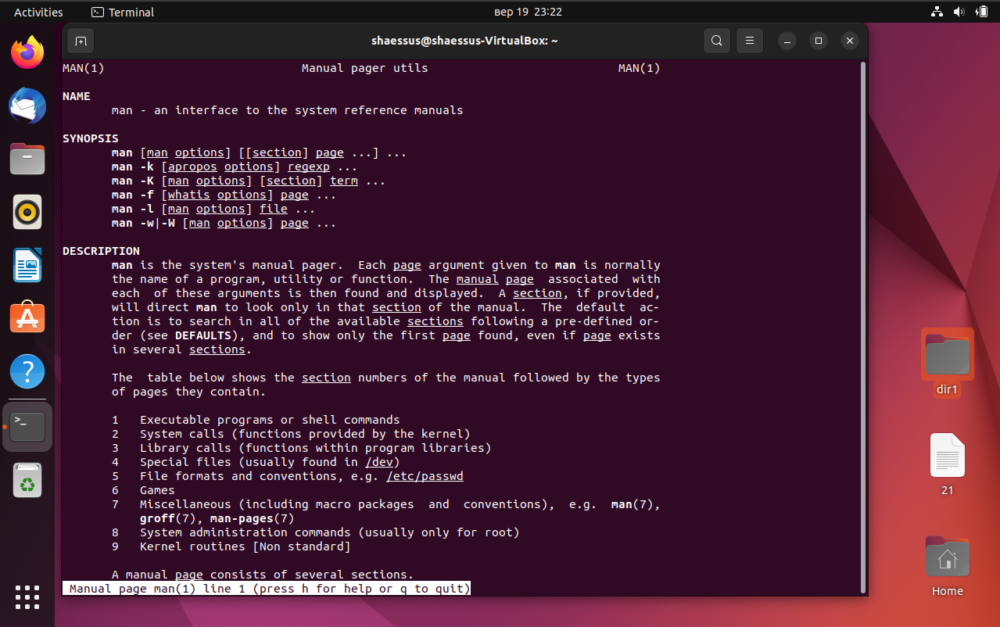 Activities
Terminal
вер 19 23:22
shaessus@shaessus-VirtualBox: ~
MAN(1) Manual pager utils MAN(1)
NAME
man - an interface to the system reference manuals
SYNOPSIS
man [man options] [[section] page ...] ...
man -k [apropos options] regexp ...
man -K [man options] [section] term ...
man -f [whatis options] page ...
man -l [man options] file ...
man -w|-W [man options] page ...
DESCRIPTION
man is the system's manual pager. Each page argument given to man is normally
the name of a program, utility or function. The manual page associated with
each of these arguments is then found and displayed. A section, if provided,
will direct man to look only in that section of the manual. The default ac-
tion is to search in all of the available sections following a pre-defined or-
der (see DEFAULTS), and to show only the first page found, even if page exists
in several sections.
The table below shows the section numbers of the manual followed by the types
of pages they contain.
1 Executable programs or shell commands
2 System calls (functions provided by the kernel)
3 Library calls (functions within program libraries)
4 Special files (usually found in /dev)
5 File formats and conventions, e.g. /etc/passwd
6 Games
7 Miscellaneous (including macro packages and conventions), e.g. man(7),
groff(7), man-pages(7)
8 System administration commands (usually only for root)
9 Kernel routines [Non standard]
A manual page consists of several sections.
Manual page man(1) line 1 (press h for help or q to quit)
dir1
21
Home